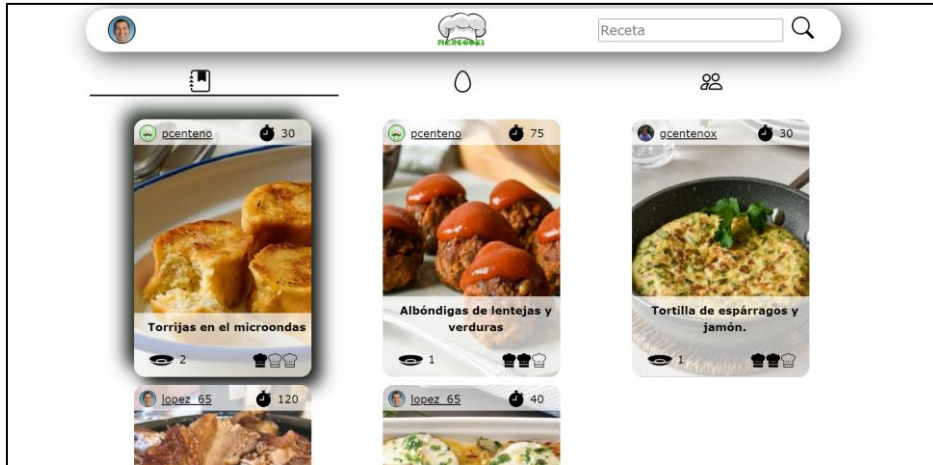 MERCOOKI
Receta
pcenteno 30
pcenteno 75
gcentenox 30
Torrijas en el microondas
Albóndigas de lentejas y
verduras
Tortilla de espárragos y
jamón.
2
1
1
lopez_65 120
lopez_65 40